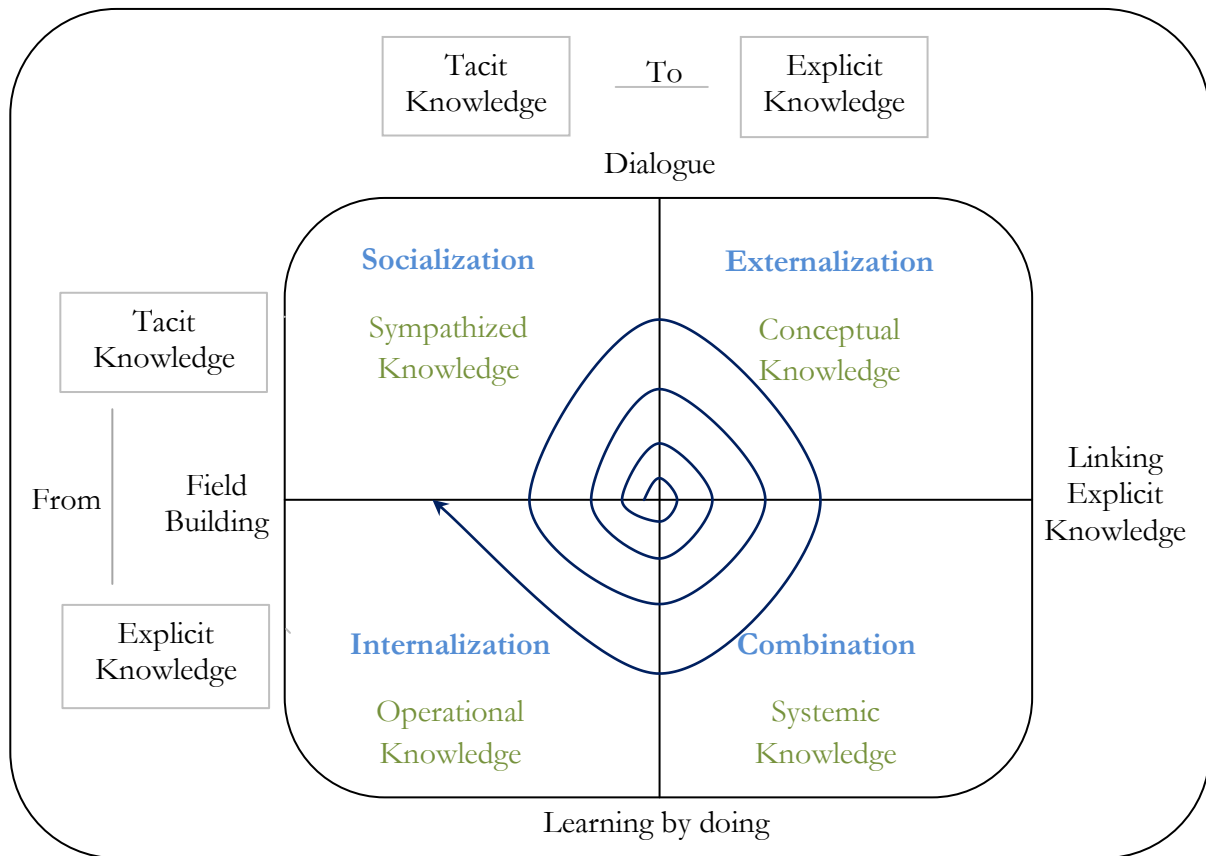 Tacit
Knowledge
To
Explicit
Knowledge
Dialogue
Socialization
Externalization
Sympathized
Knowledge
Conceptual
Knowledge
Tacit
Knowledge
From
Field
Building
Linking
Explicit
Knowledge
Explicit
Knowledge
Internalization
Combination
Operational
Knowledge
Systemic
Knowledge
Learning by doing